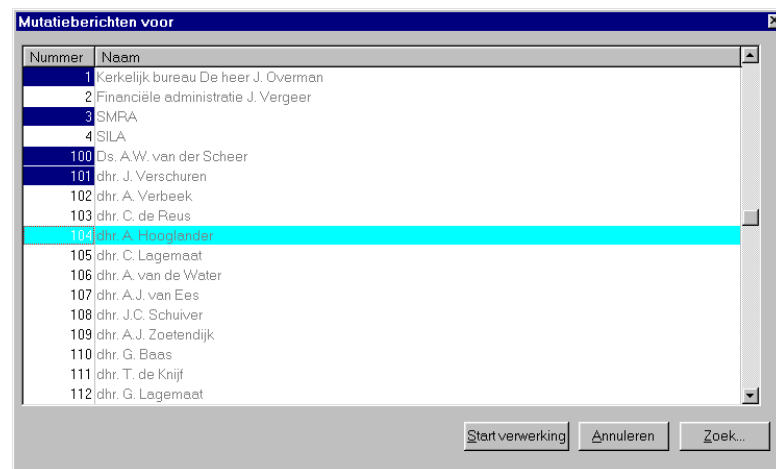 Mutatieberichten voor
Nummer Naam
1 Kerkelijk bureau De heer J. Overman
2 Financiële administratie J. Vergeer
3 SMRA
4 SILA
100 Ds. A.W. van der Scheer
101 dhr. J. Verschuren
102 dhr. A. Verbeek
103 dhr. C. de Reus
104 dhr. A. Hooglander
105 dhr. C. Lagemaat
106 dhr. A. van de Water
107 dhr. A.J. van Ees
108 dhr. J.C. Schuiver
109 dhr. A.J. Zoetendijk
110 dhr. G. Baas
111 dhr. T. de Knijf
112 dhr. G. Lagemaat
Start verwerking Annuleren Zoek...